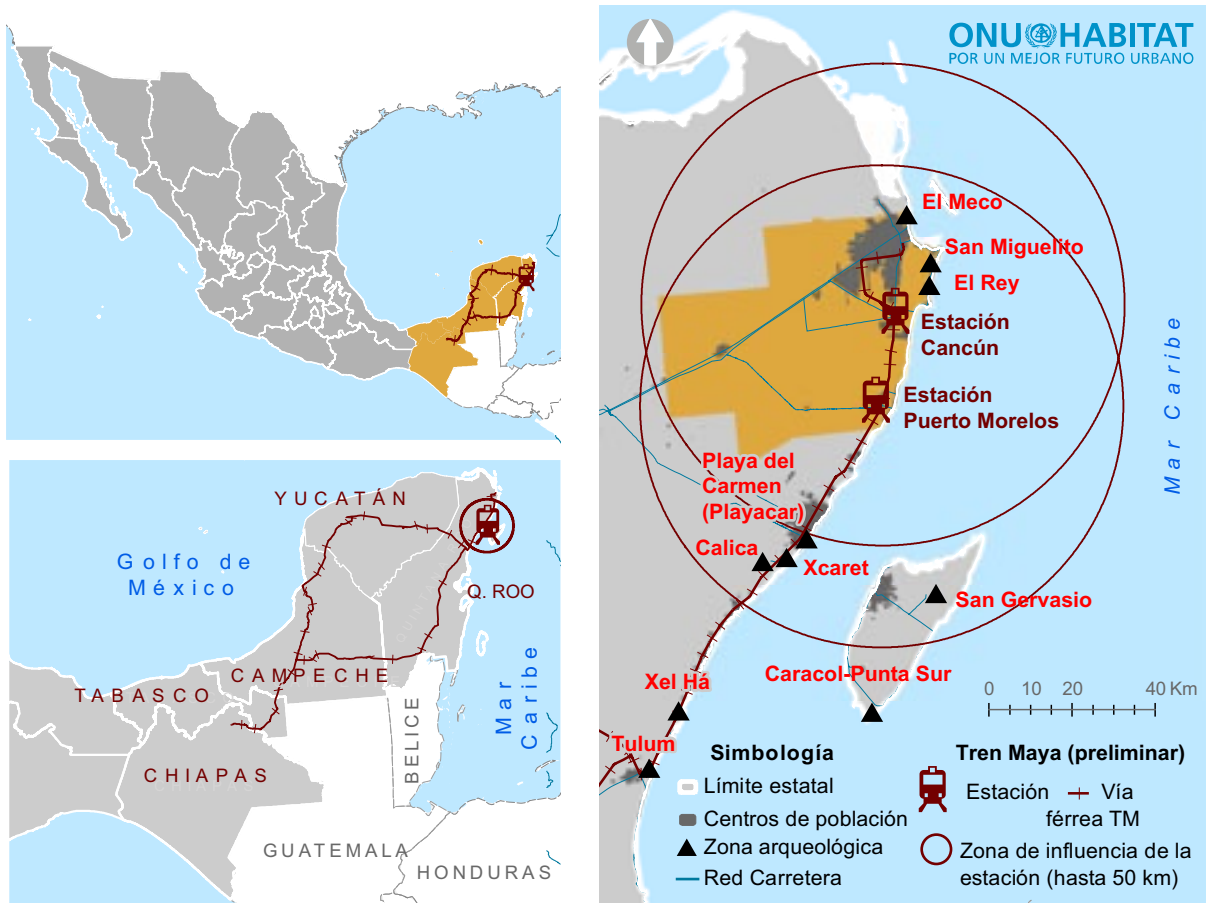 ONU HABITAT
POR UN MEJOR FUTURO URBANO
El Meco
San Miguelito
El Rey
Estación
Cancún
Estación
Puerto Morelos
Mar Caribe
Playa del
Carmen
(Playacar)
Calica
Xcaret
San Gervasio
Caracol-Punta Sur
Xel Há
Tulum
0 10 20 40 Km
Simbología
Límite estatal
Centros de población
Zona arqueológica
Red Carretera
Tren Maya (preliminar)
Estación
Vía
férrea TM
Zona de influencia de la
estación (hasta 50 km)
YUCATÁN
Golfo de
México
Q. ROO
QUINTA
CAMPECHE
TABASCO
CHIAPAS
CHIAPAS
BELICE
Mar
Caribe
GUATEMALA
HONDURAS